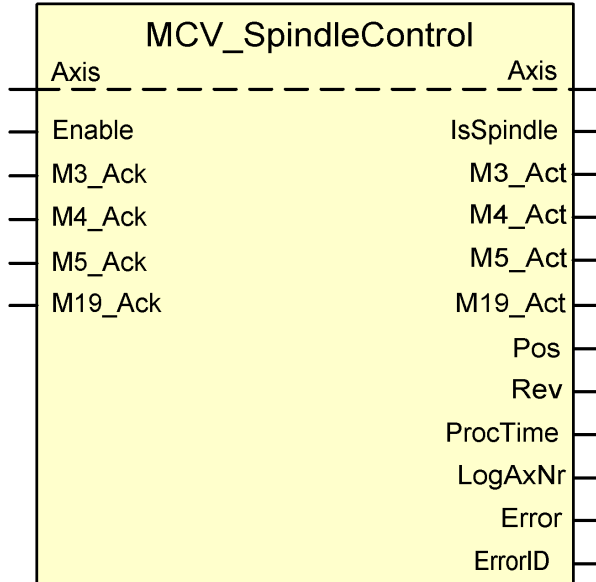 MCV_SpindleControl
Axis Axis
Enable IsSpindle
M3_Ack M3_Act
M4_Ack M4_Act
M5_Ack M5_Act
M19_Ack M19_Act
Pos
Rev
ProcTime
LogAxNr
Error
ErrorID